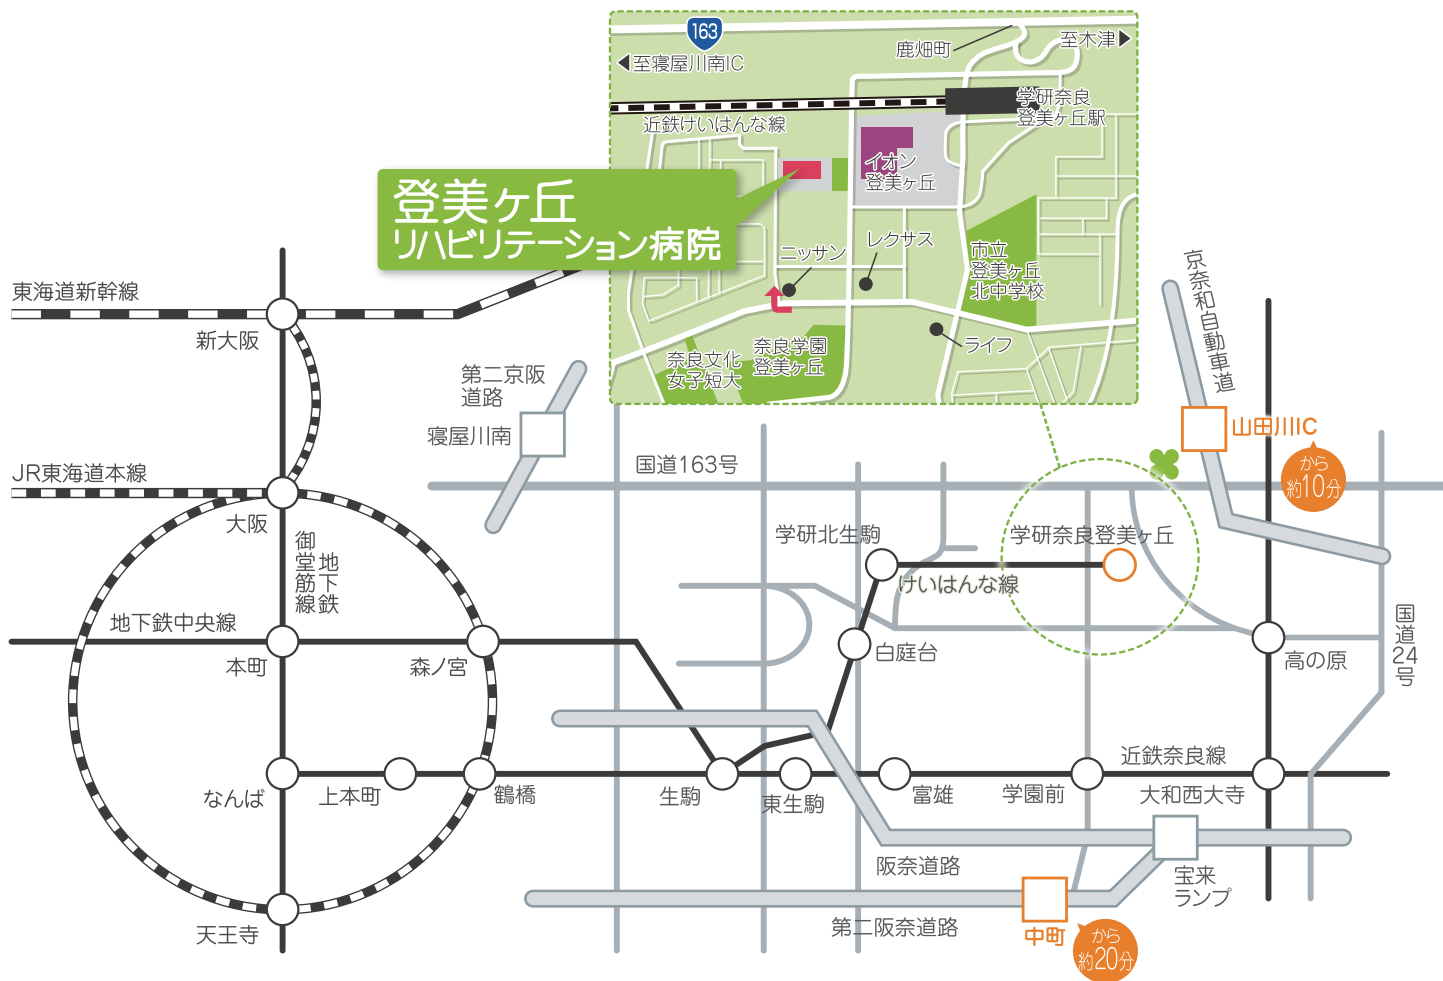 163
鹿畑町
至木津
至寝屋川南IC
学研奈良
登美ヶ丘駅
近鉄けいはんな線
イオン
登美ヶ丘
登美ヶ丘
リハビリテーション病院
ニッサン
レクサス
市立
登美ヶ丘
北中学校
ライフ
奈良文化
女子短大
奈良学園
登美ヶ丘
京奈和自動車道
東海道新幹線
新大阪
第二京阪
道路
寝屋川南
山田川IC
から
約10分
国道163号
JR東海道本線
大阪
地下鉄
御堂筋線
学研北生駒
学研奈良登美ヶ丘
けいはんな線
地下鉄中央線
本町
森ノ宮
白庭台
高の原
国道24号
近鉄奈良線
なんば
上本町
鶴橋
生駒
東生駒
富雄
学園前
大和西大寺
阪奈道路
宝来
ランプ
第二阪奈道路
中町
から
約20分
天王寺